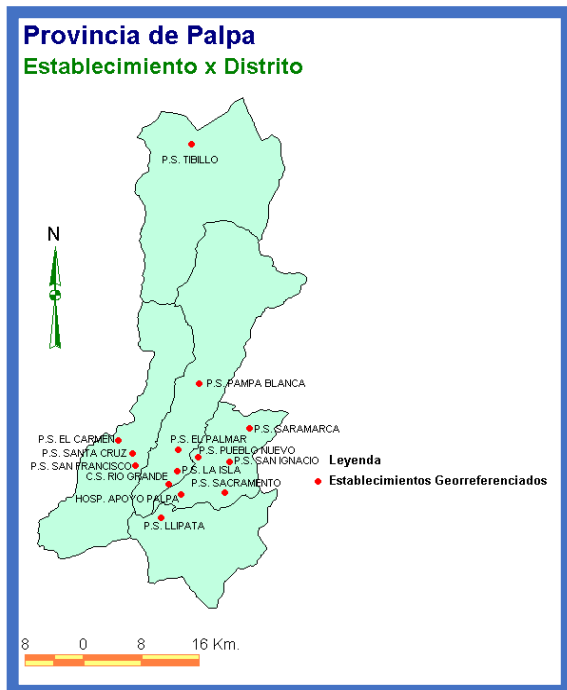 Provincia de Palpa
Establecimiento x Distrito
P.S. TIBILLO
N
P.S. PAMPA BLANCA
P.S. SARAMARCA
P.S. EL CARMEN
P.S. EL PALMAR
P.S. SANTA CRUZ
P.S. PUEBLO NUEVO
P.S. SAN IGNACIO
Leyenda
P.S. SAN FRANCISCO
P.S. LA ISLA
C.S. RIO GRANDE
P.S. SACRAMENTO
Establecimientos Georreferenciados
HOSP. APOYO PALPA
P.S. LLIPATA
8 0 8 16 Km.